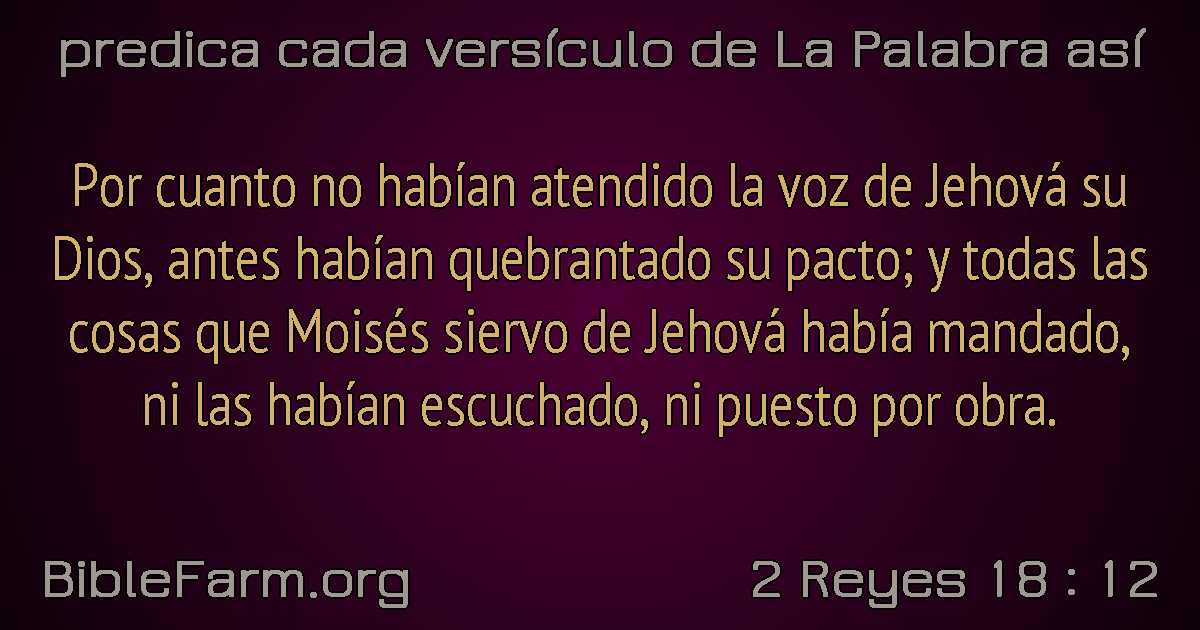 predica cada versículo de La Palabra así
Por cuanto no habían atendido la voz de Jehová su
Dios, antes habían quebrantado su pacto; y todas las
cosas que Moisés siervo de Jehová había mandado,
ni las habían escuchado, ni puesto por obra.
BibleFarm.org
2 Reyes 18 : 12